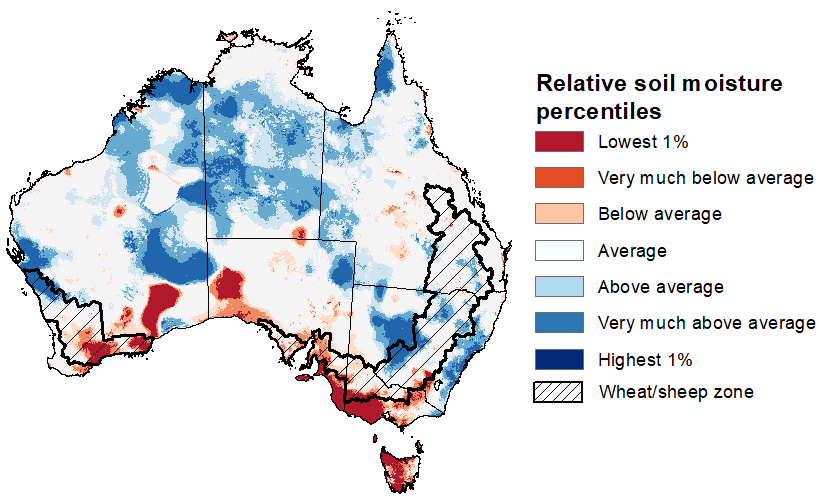 Relative soil moisture
percentiles
Lowest 1%
Very much below average
Below average
Average
Above average
Very much above average
Highest 1%
Wheat/sheep zone